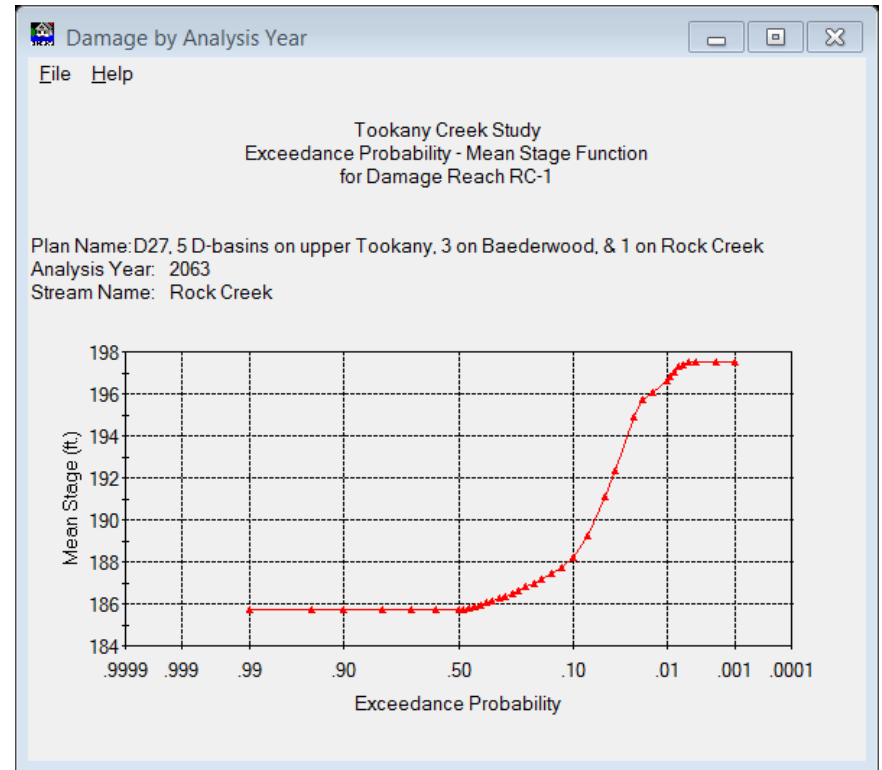 Damage by Analysis Year
File Help
Tookany Creek Study
Exceedance Probability - Mean Stage Function
for Damage Reach RC-1
Plan Name:D27, 5 D-basins on upper Tookany, 3 on Baederwood, & 1 on Rock Creek
Analysis Year: 2063
Stream Name: Rock Creek
198
196
194
192
190
188
186
184
Mean Stage (ft.)
.9999 .999 .99 .90 .50 .10 .01 .001 .0001
Exceedance Probability